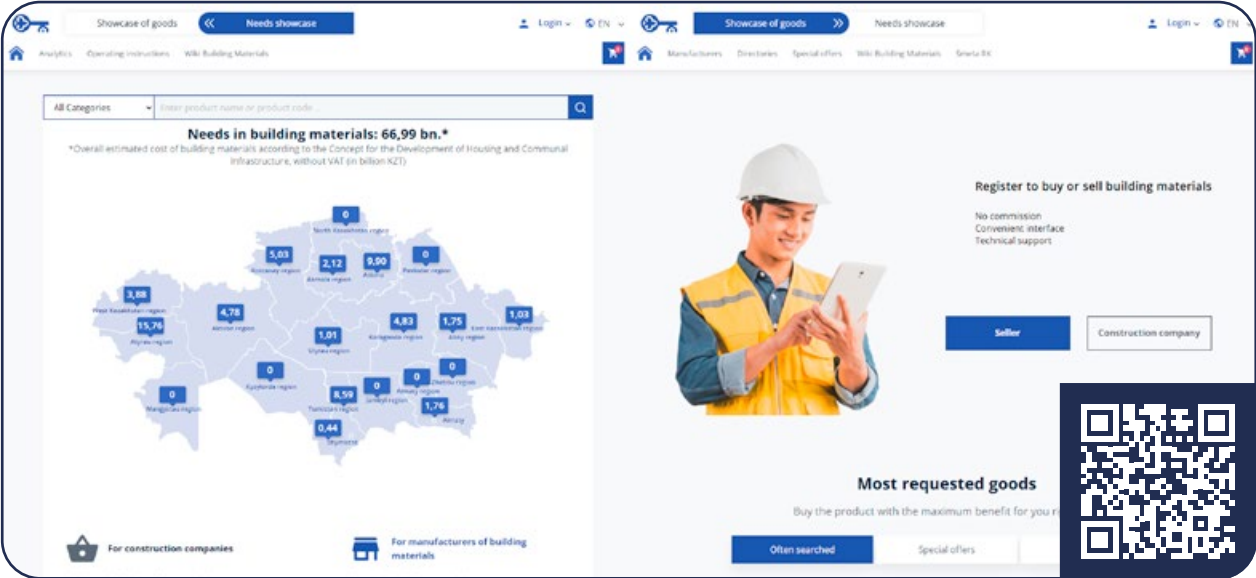 Showcase of goods
Needs showcase
Login
EN
Analytics
Operating instructions
Wiki Building Materials
All Categories
Enter product name or product code ...
Needs in building materials: 66,99 bn.*
*Overall estimated cost of building materials according to the Concept for the Development of Housing and Communal
Infrastructure, without VAT (in billion KZT)
0
North Kazakhstan region
5,03
Kostanay region
2,12
Akmola region
9,90
Astana
0
Pavlodar region
3,88
West Kazakhstan region
15,76
Atyrau region
4,78
Aktobe region
1,01
Ulytau region
4,83
Karaganda region
1,75
Abay region
1,03
East Kazakhstan region
0
Mangystau region
0
Kyzylorda region
8,59
Turkistan region
0
Zhambyl region
0
Almaty region
0
Zhetisu region
1,76
Almaty
0,44
Shymkent
For construction companies
For manufacturers of building
materials
Showcase of goods
Needs showcase
Login
EN
Manufacturers
Directories
Special offers
Wiki Building Materials
Smeta RK
Register to buy or sell building materials
No commission
Convenient interface
Technical support
Seller
Construction company
Most requested goods
Buy the product with the maximum benefit for you
Often searched
Special offers